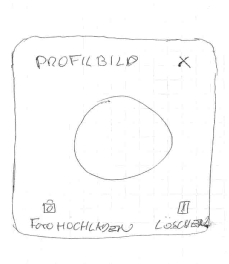 PROFILBILD X
FOTO HOCHLADEN LÖSCHEN